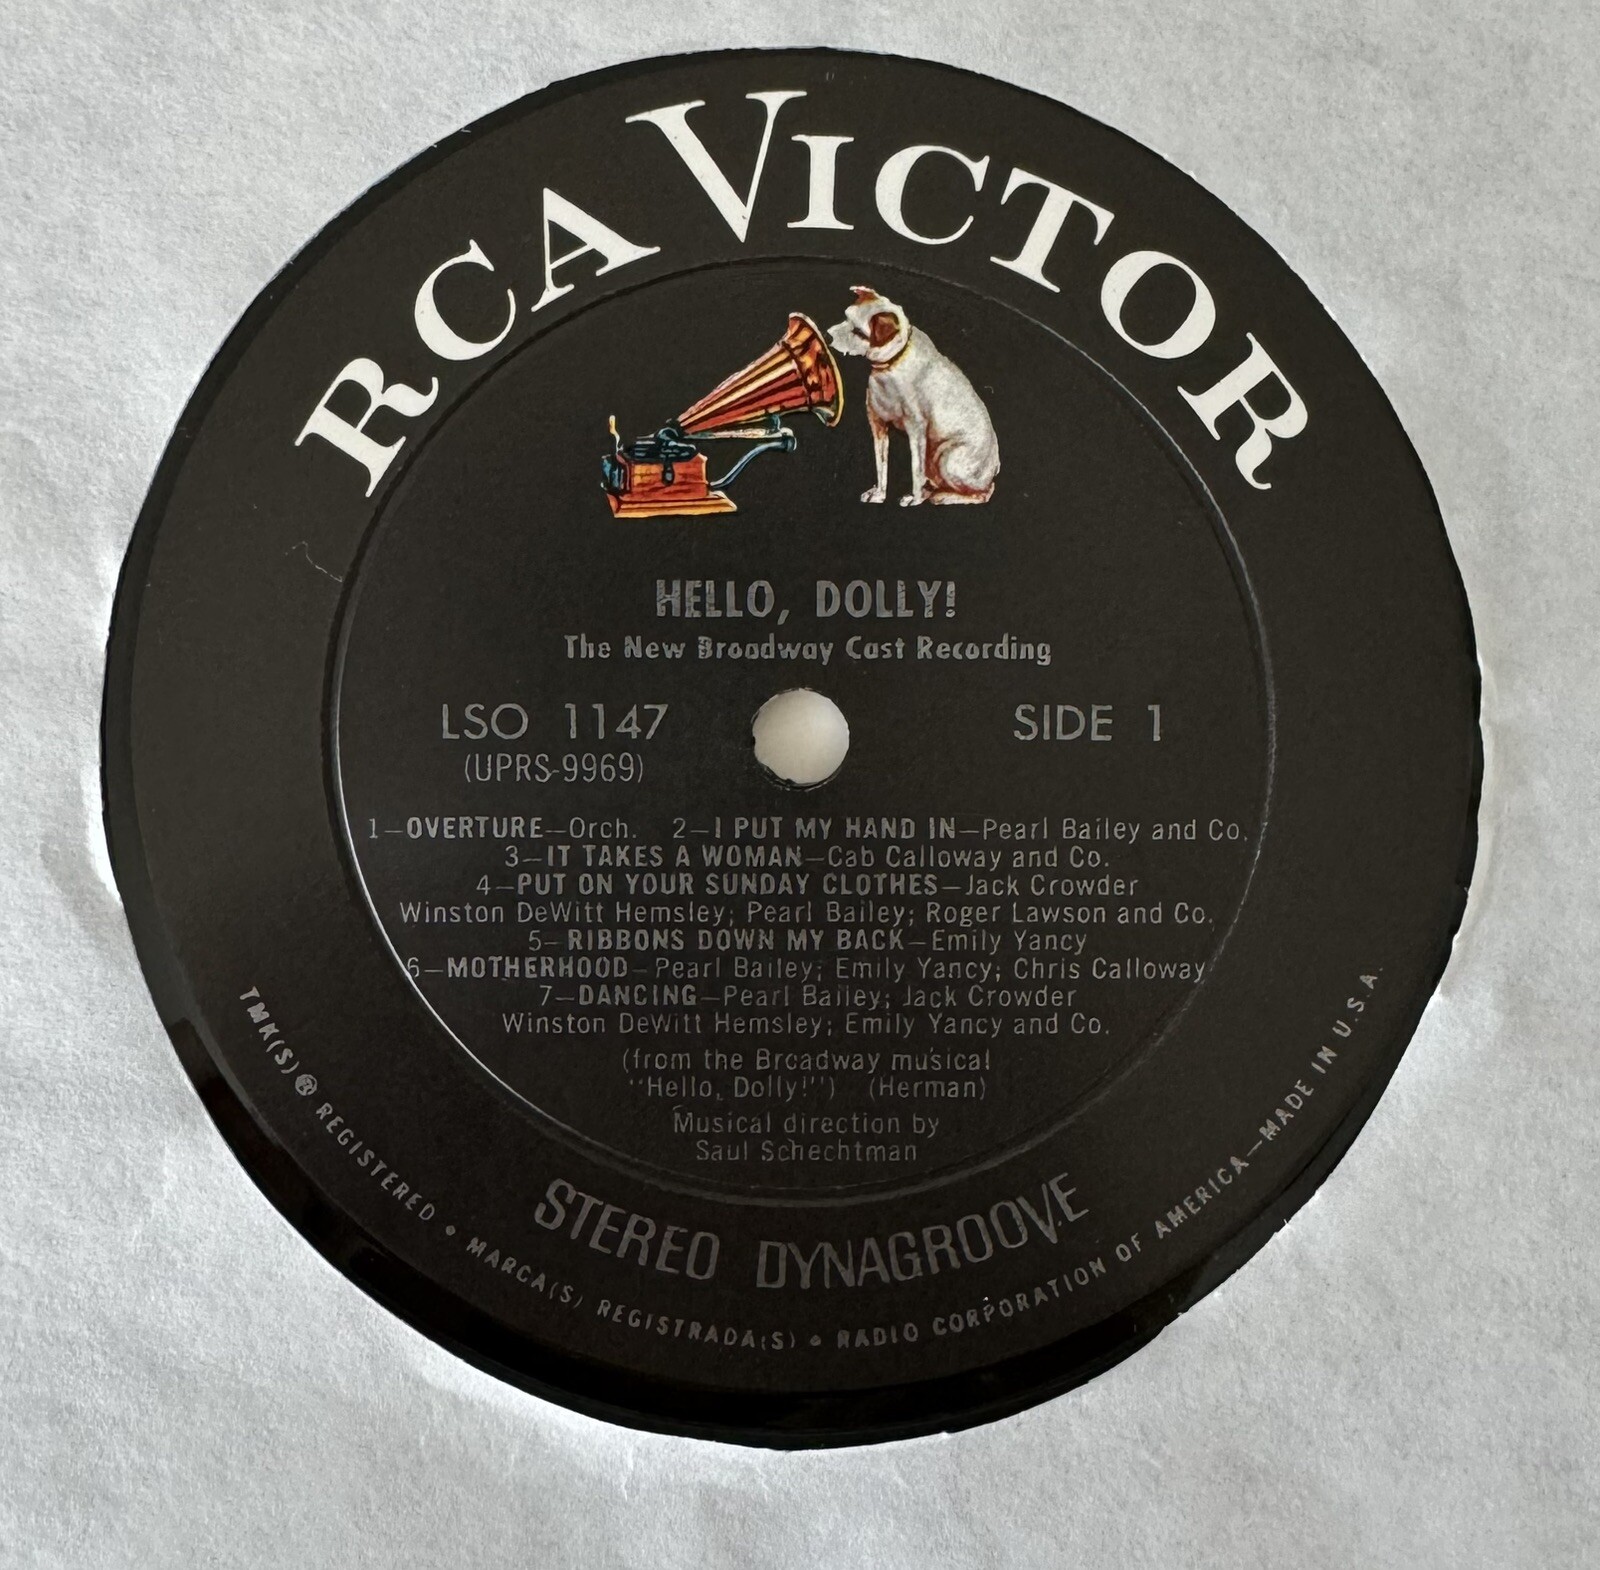 RCA VICTOR
HELLO, DOLLY!
The New Broadway Cast Recording
LSO 1147
(UPRS-9969)
SIDE 1
1—OVERTURE—Orch. 2—I PUT MY HAND IN—Pearl Bailey and Co.
3—IT TAKES A WOMAN—Cab Calloway and Co.
4—PUT ON YOUR SUNDAY CLOTHES—Jack Crowder
Winston DeWitt Hemsley; Pearl Bailey; Roger Lawson and Co.
5—RIBBONS DOWN MY BACK—Emily Yancy
6—MOTHERHOOD—Pearl Bailey; Emily Yancy; Chris Calloway
7—DANCING—Pearl Bailey; Jack Crowder
Winston DeWitt Hemsley; Emily Yancy and Co.
(from the Broadway musical
"Hello, Dolly!") (Herman)
Musical direction by
Saul Schechtman
STEREO DYNAGROOVE
TMK(S) ® REGISTERED • MARCA(S) REGISTRADA(S) • RADIO CORPORATION OF AMERICA—MADE IN U.S.A.